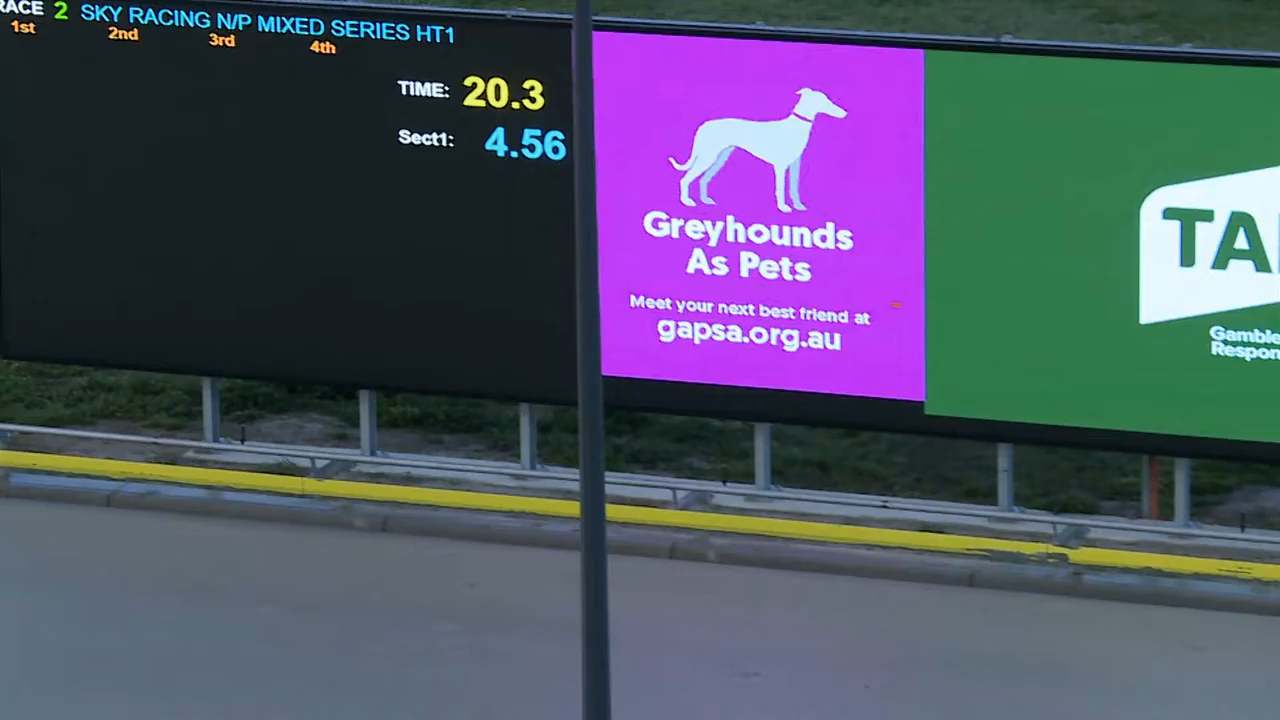 RACE 2 SKY RACING N/P MIXED SERIES HT1
1st 2nd 3rd 4th
TIME: 20.3
Sect1: 4.56
Greyhounds
As Pets
Meet your next best friend at
gapsa.org.au